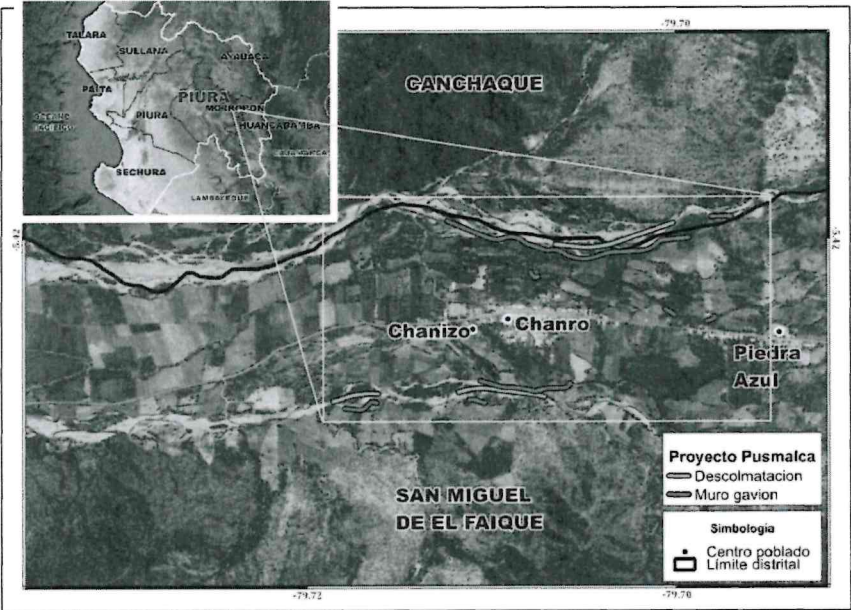 -79.70
TALARA
SULLANA
AYABACA
PAITA
PIURA
MORROPON
PIURA
HUANCABAMBA
SECHURA
LAMBAYEQUE
CANCHAQUE
-5.42
-5.42
Chanizo
Chanro
Piedra
Azul
SAN MIGUEL
DE EL FAIQUE
Proyecto Pusmalca
Descolmatacion
Muro gavion
Simbología
Centro poblado
Límite distrital
-79.72
-79.70